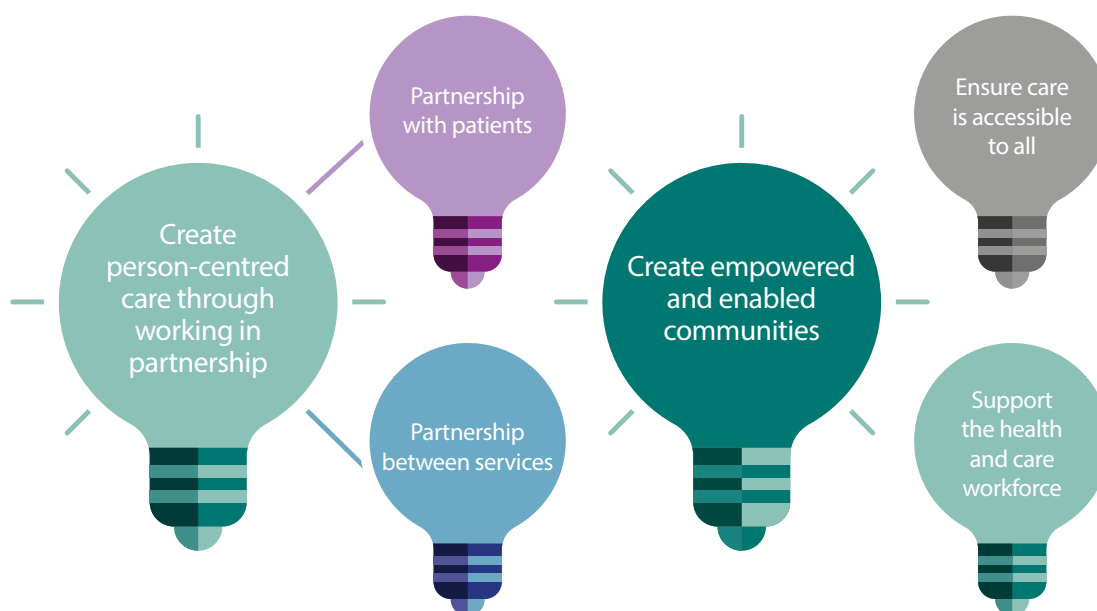 Create
person-centred
care through
working in
partnership
Partnership
with patients
Partnership
between services
Create empowered
and enabled
communities
Ensure care
is accessible
to all
Support
the health
and care
workforce